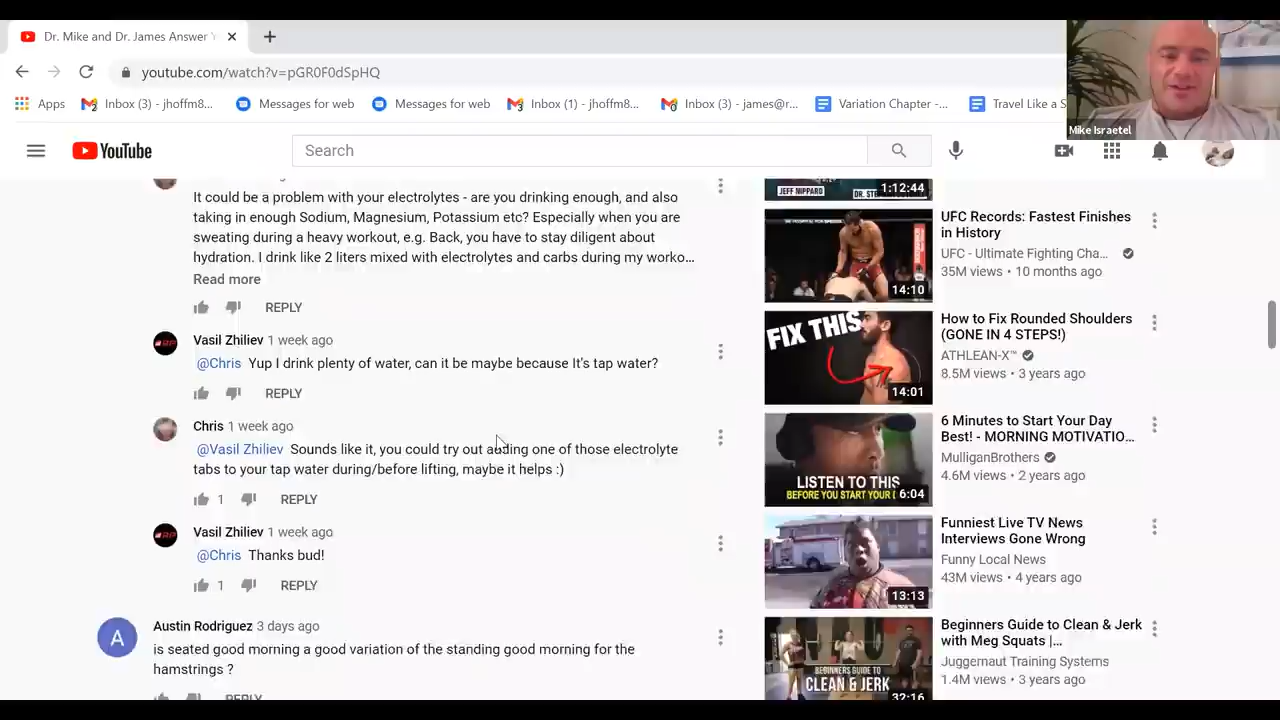 Dr. Mike and Dr. James Answer
youtube.com/watch?v=pGR0F0dSpHQ
Apps
Inbox (3) - jhoffm8...
Messages for web
Messages for web
Inbox (1) - jhoffm8...
Inbox (3) - james@r...
Variation Chapter -...
Travel Like a S
Mike Israetel
YouTube
Search
It could be a problem with your electrolytes - are you drinking enough, and also
taking in enough Sodium, Magnesium, Potassium etc? Especially when you are
sweating during a heavy workout, e.g. Back, you have to stay diligent about
hydration. I drink like 2 liters mixed with electrolytes and carbs during my worko...
Read more
REPLY
Vasil Zhiliev 1 week ago
@Chris Yup I drink plenty of water, can it be maybe because It's tap water?
REPLY
Chris 1 week ago
@Vasil Zhiliev Sounds like it, you could try out adding one of those electrolyte
tabs to your tap water during/before lifting, maybe it helps :)
1 REPLY
Vasil Zhiliev 1 week ago
@Chris Thanks bud!
1 REPLY
A
Austin Rodriguez 3 days ago
is seated good morning a good variation of the standing good morning for the
hamstrings ?
REPLY
JEFF NIPPARD
1:12:44
14:10
UFC Records: Fastest Finishes
in History
UFC - Ultimate Fighting Cha...
35M views • 10 months ago
FIX THIS
14:01
How to Fix Rounded Shoulders
(GONE IN 4 STEPS!)
ATHLEAN-X™
8.5M views • 3 years ago
LISTEN TO THIS
BEFORE YOU START YOUR
6:04
6 Minutes to Start Your Day
Best! - MORNING MOTIVATIO...
MulliganBrothers
4.6M views • 2 years ago
13:13
Funniest Live TV News
Interviews Gone Wrong
Funny Local News
43M views • 4 years ago
BEGINNERS GUIDE TO
CLEAN & JERK
32:16
Beginners Guide to Clean & Jerk
with Meg Squats |...
Juggernaut Training Systems
1.4M views • 3 years ago